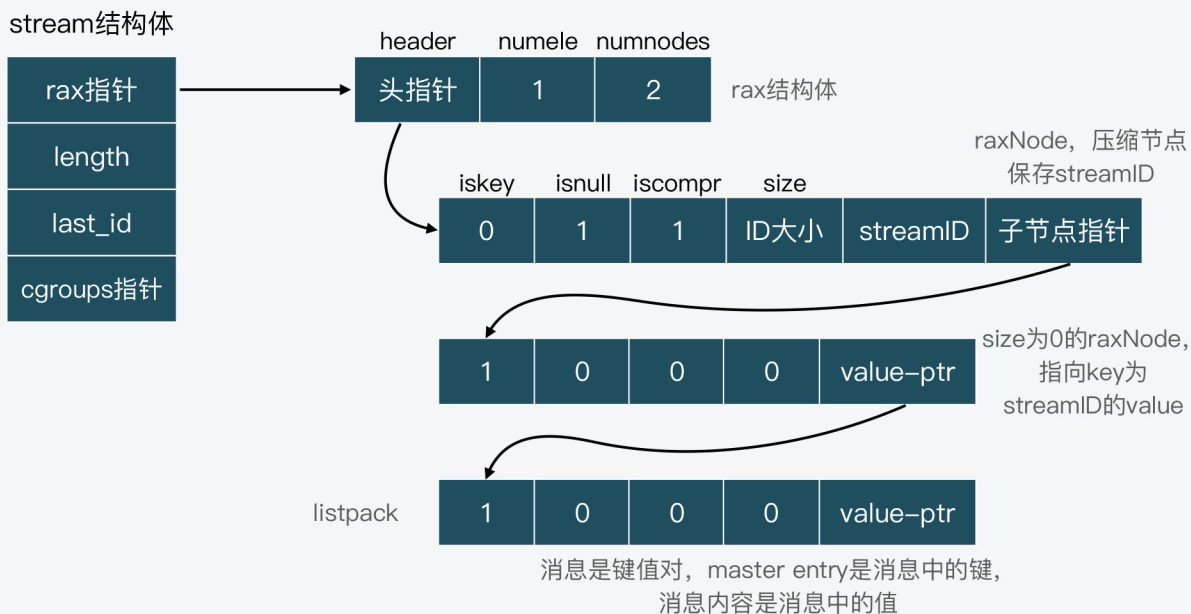 stream结构体
header numele numnodes
rax指针
头指针 1 2
rax结构体
length
last_id
cgroups指针
raxNode，压缩节点
保存streamID
iskey isnull iscompr size
0 1 1 ID大小 streamID 子节点指针
1 0 0 0 value-ptr
size为0的raxNode，
指向key为
streamID的value
listpack
1 0 0 0 value-ptr
消息是键值对，master entry是消息中的键，
消息内容是消息中的值